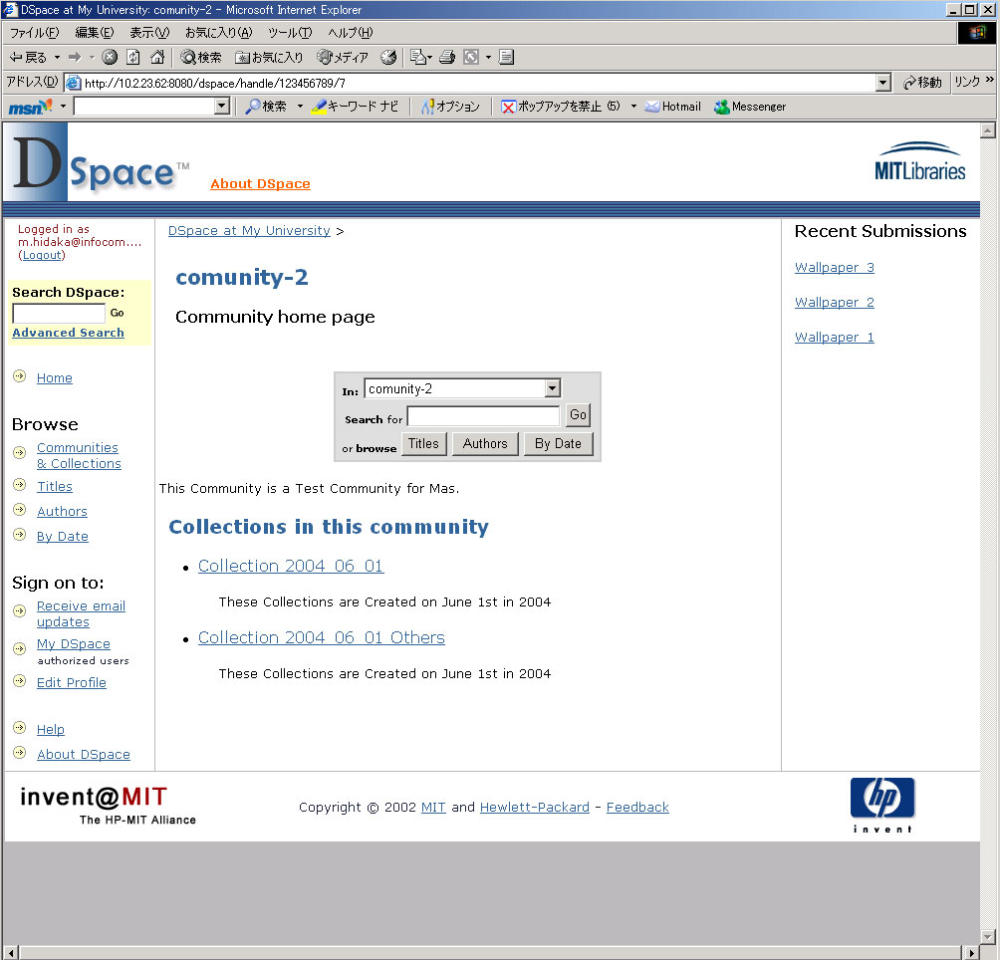 DSpace at My University: comunity-2 - Microsoft Internet Explorer
ファイル(F) 編集(E) 表示(V) お気に入り(A) ツール(T) ヘルプ(H)
戻る 検索 お気に入り メディア
アドレス(D) http://10.2.23.62:8080/dspace/handle/123456789/7 移動 リンク »
msn 検索 キーワード ナビ オプション ポップアップを禁止 (5) Hotmail Messenger
DSpace™ About DSpace MITLibraries
Logged in as
m.hidaka@infocom....
(Logout)
Search DSpace:
Go
Advanced Search
Home
Browse
Communities
& Collections
Titles
Authors
By Date
Sign on to:
Receive email
updates
My DSpace
authorized users
Edit Profile
Help
About DSpace
DSpace at My University >
comunity-2
Community home page
In: comunity-2
Search for Go
or browse Titles Authors By Date
This Community is a Test Community for Mas.
Collections in this community
• Collection 2004_06_01
These Collections are Created on June 1st in 2004
• Collection 2004_06_01 Others
These Collections are Created on June 1st in 2004
Recent Submissions
Wallpaper_3
Wallpaper_2
Wallpaper_1
invent@MIT
The HP-MIT Alliance
Copyright © 2002 MIT and Hewlett-Packard - Feedback
hp
invent